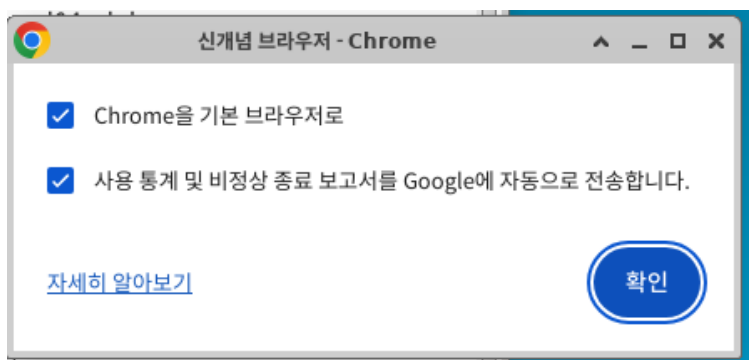 신개념 브라우저 - Chrome
Chrome을 기본 브라우저로
사용 통계 및 비정상 종료 보고서를 Google에 자동으로 전송합니다.
자세히 알아보기
확인